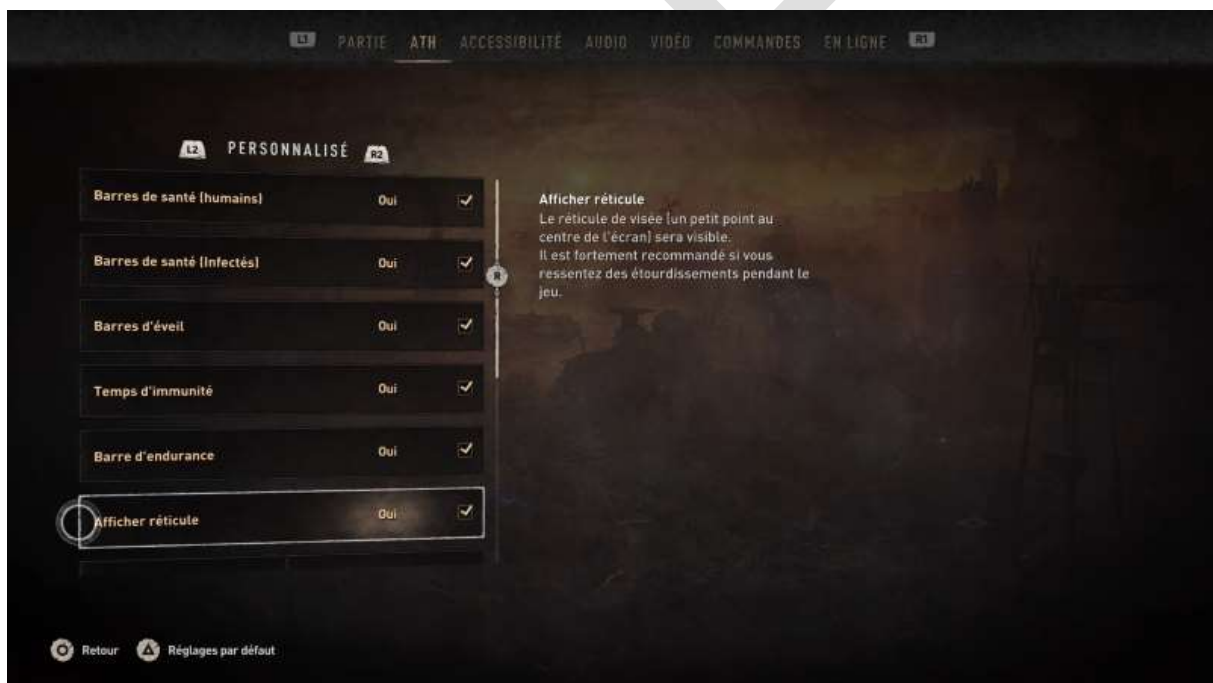 L1 PARTIE ATH ACCESSIBILITÉ AUDIO VIDÉO COMMANDES EN LIGNE R1
L2 PERSONNALISÉ R2
Barres de santé (humains) Oui
Barres de santé (Infectés) Oui
Barres d'éveil Oui
Temps d'immunité Oui
Barre d'endurance Oui
Afficher réticule Oui
R
Afficher réticule
Le réticule de visée (un petit point au
centre de l'écran) sera visible.
Il est fortement recommandé si vous
ressentez des étourdissements pendant le
jeu.
Retour Réglages par défaut